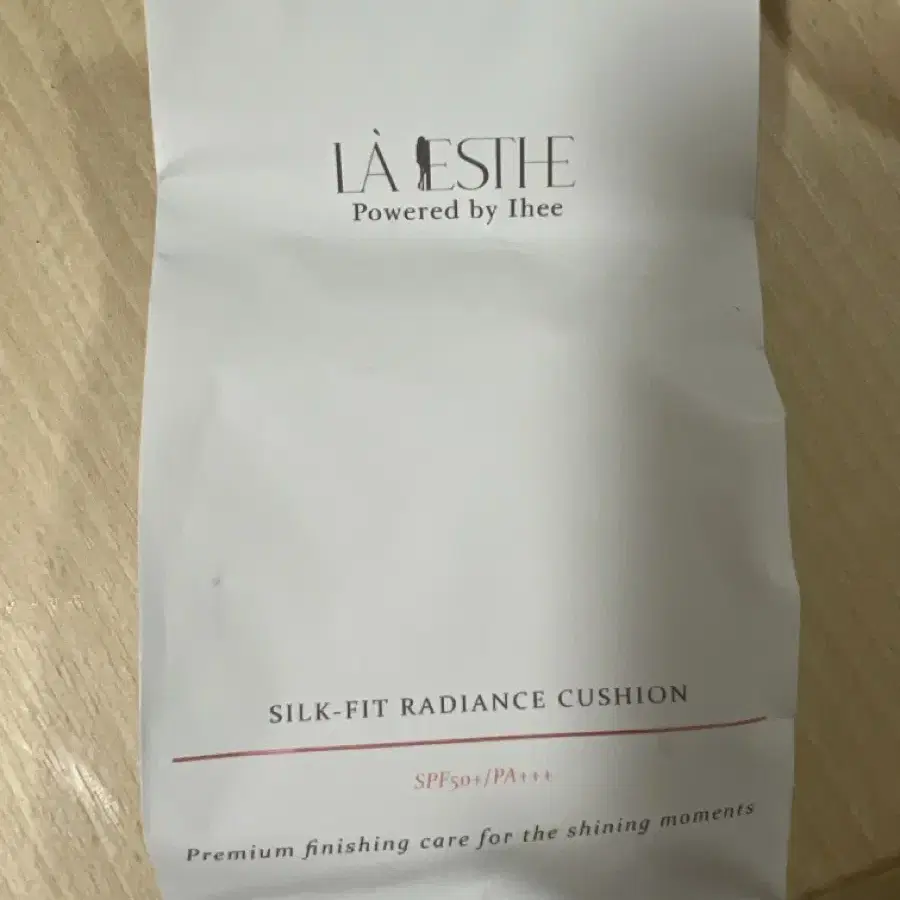 LÀ ESTHE
Powered by Ihee
SILK-FIT RADIANCE CUSHION
SPF50+/PA+++
Premium finishing care for the shining moments